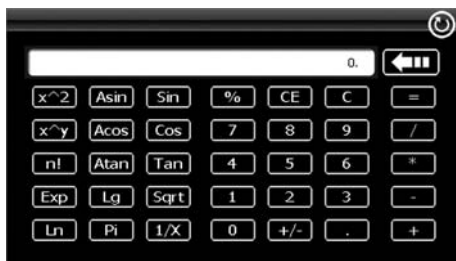 0.
x^2 Asin Sin % CE C =
x^y Acos Cos 7 8 9 /
n! Atan Tan 4 5 6 *
Exp Lg Sqrt 1 2 3 -
Ln Pi 1/X 0 +/- . +